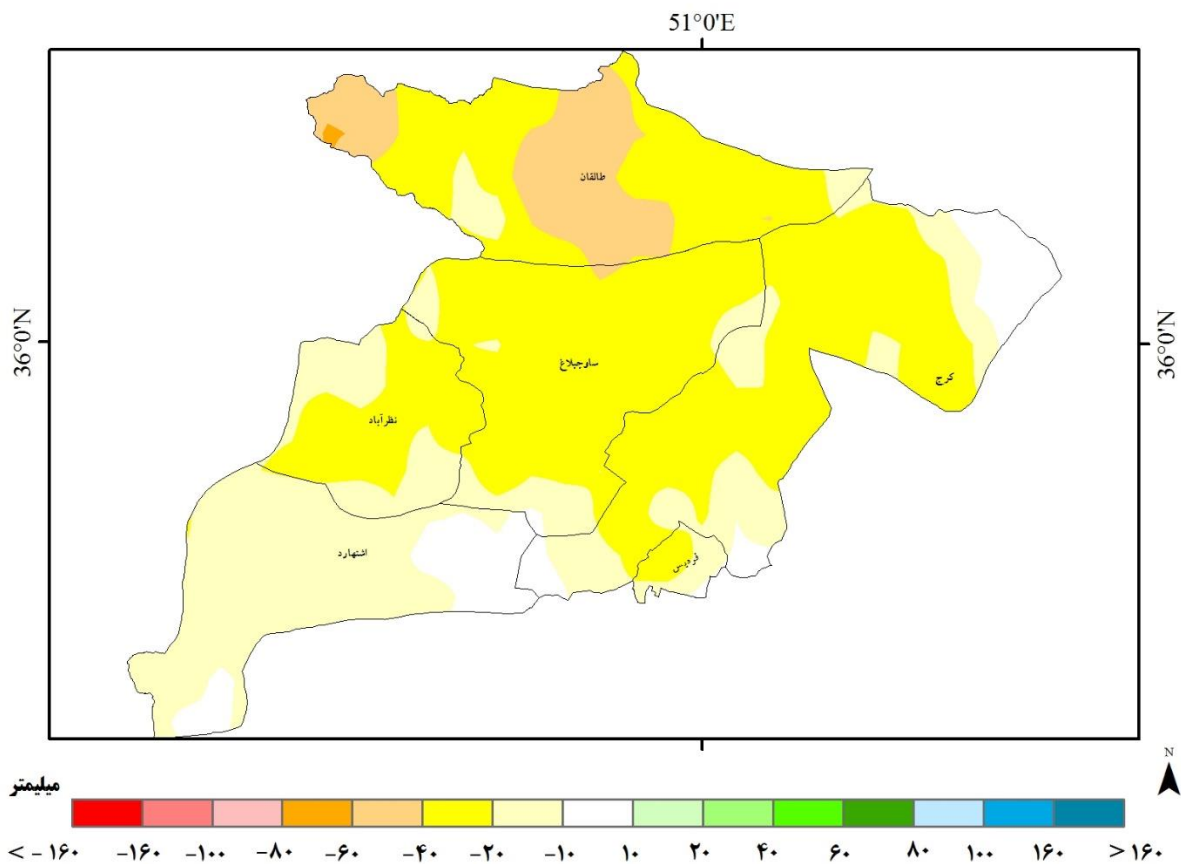 51°0'E
طالقان
36°0'N
36°0'N
ساوجبلاغ
کرج
نظرآباد
اشتهارد
فردیس
N
میلیمتر
< -۱۶۰ -۱۶۰ -۱۰۰ -۸۰ -۶۰ -۴۰ -۲۰ -۱۰ ۱۰ ۲۰ ۴۰ ۶۰ ۸۰ ۱۰۰ ۱۶۰ > ۱۶۰